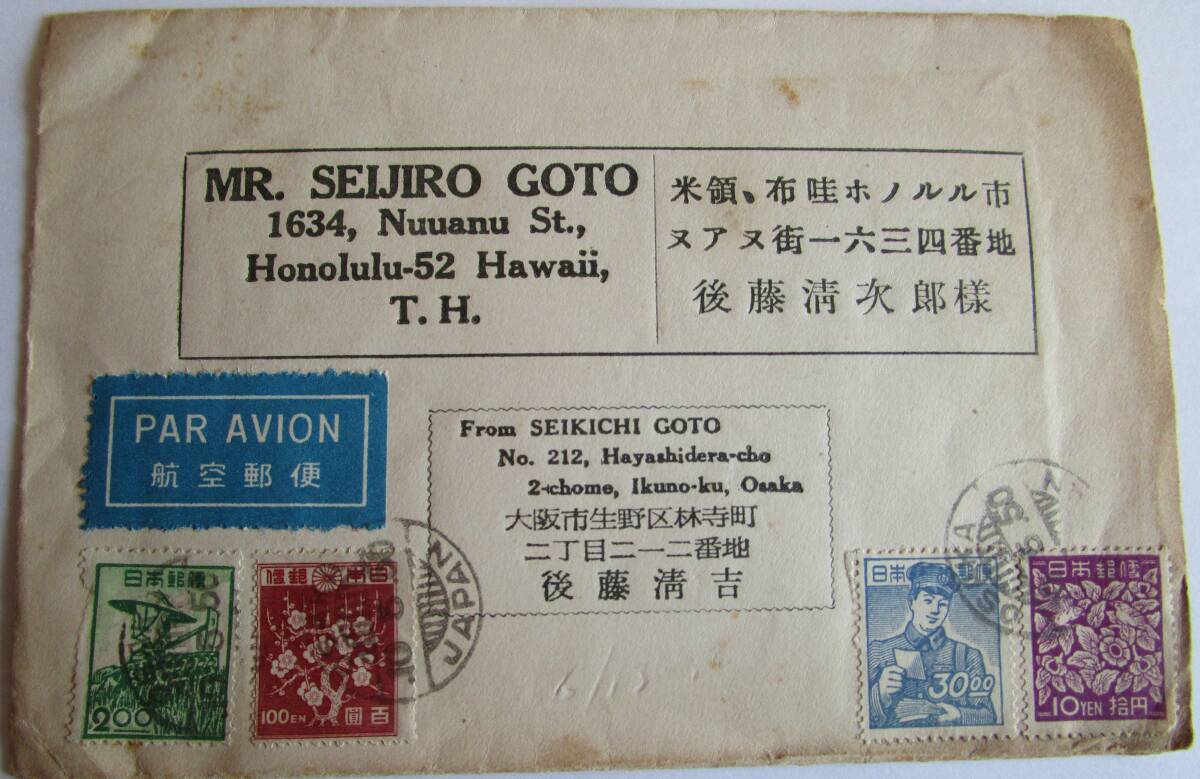 MR. SEIJIRO GOTO
1634, Nuuanu St.,
Honolulu-52 Hawaii,
T. H.
米領、布哇ホノルル市
ヌアヌ街一六三四番地
後藤清次郎様
PAR AVION
航空郵便
From SEIKICHI GOTO
No. 212, Hayashidera-cho
2-chome, Ikuno-ku, Osaka
大阪市生野区林寺町
二丁目二一二番地
後藤清吉
日本郵便
2.00
便郵本日
100EN 圓百
JAPAN
日本郵便
30.00
日本郵便
10YEN 拾円